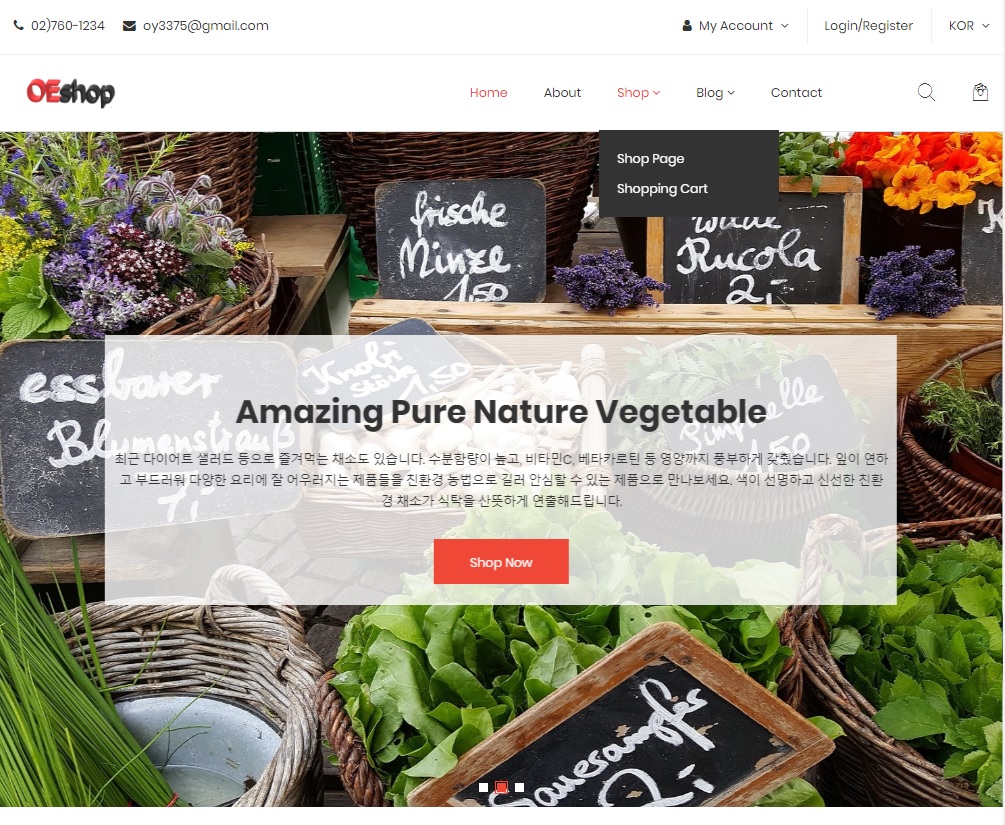 02)760-1234 oy3375@gmail.com My Account Login/Register KOR
OEshop Home About Shop Blog Contact
Shop Page
Shopping Cart
frische
Minze
1,50
wilde
Rucola
2,-
essbarer
Blumenstrauß
7,-
Knobi
1,50
Pimpinelle
1,50
Amazing Pure Nature Vegetable
최근 다이어트 샐러드 등으로 즐겨먹는 채소도 있습니다. 수분함량이 높고, 비타민C, 베타카로틴 등 영양까지 풍부하게 갖췄습니다. 잎이 연하
고 부드러워 다양한 요리에 잘 어우러지는 제품들을 친환경 농법으로 길러 안심할 수 있는 제품으로 만나보세요. 색이 선명하고 신선한 친환
경 채소가 식탁을 산뜻하게 연출해드립니다.
Shop Now
Sauerampfer
2,-